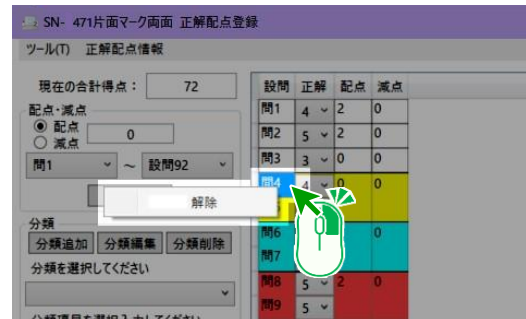 SN- 471片面マーク両面 正解配点登録
ツール(T) 正解配点情報
現在の合計得点： 72
配点・減点
配点
減点
0
問1 ～ 設問92
解除
分類
分類追加 分類編集 分類削除
分類を選択してください
設問 正解 配点 減点
問1 4 2 0
問2 5 2 0
問3 3 0 0
問4 4 0 0
問6 0
問7
問8 5 2 0
問9 5